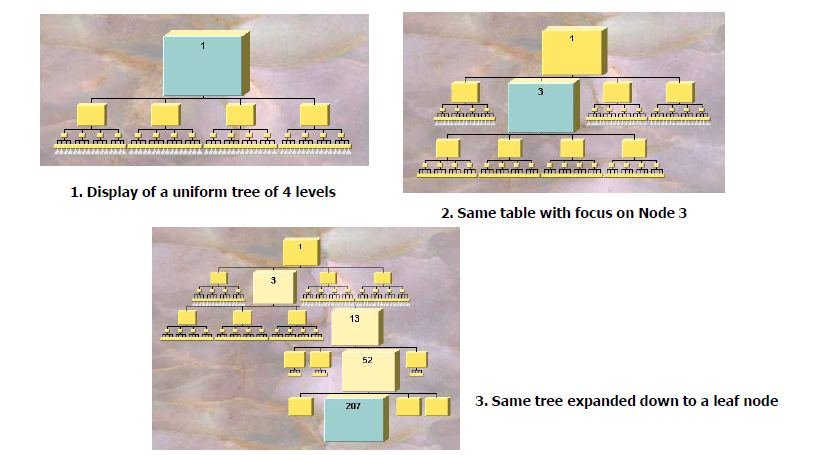 1
1. Display of a uniform tree of 4 levels
1
3
2. Same table with focus on Node 3
1
3
13
52
207
3. Same tree expanded down to a leaf node